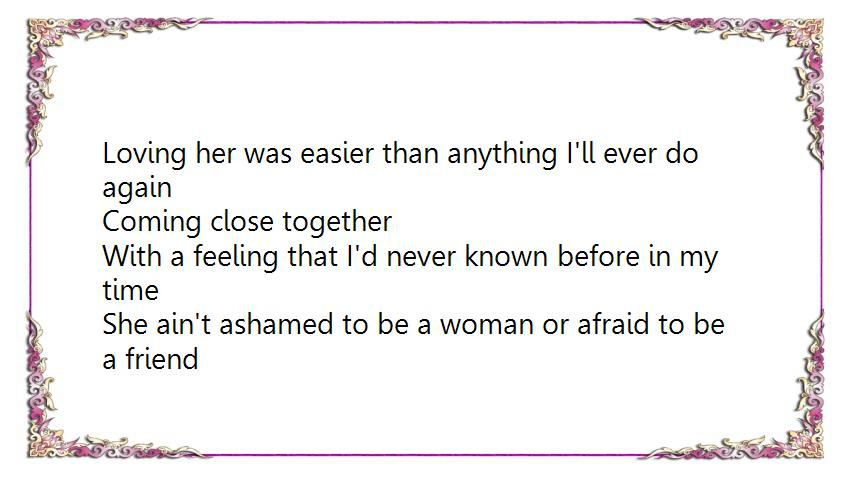 Loving her was easier than anything I'll ever do
again
Coming close together
With a feeling that I'd never known before in my
time
She ain't ashamed to be a woman or afraid to be
a friend